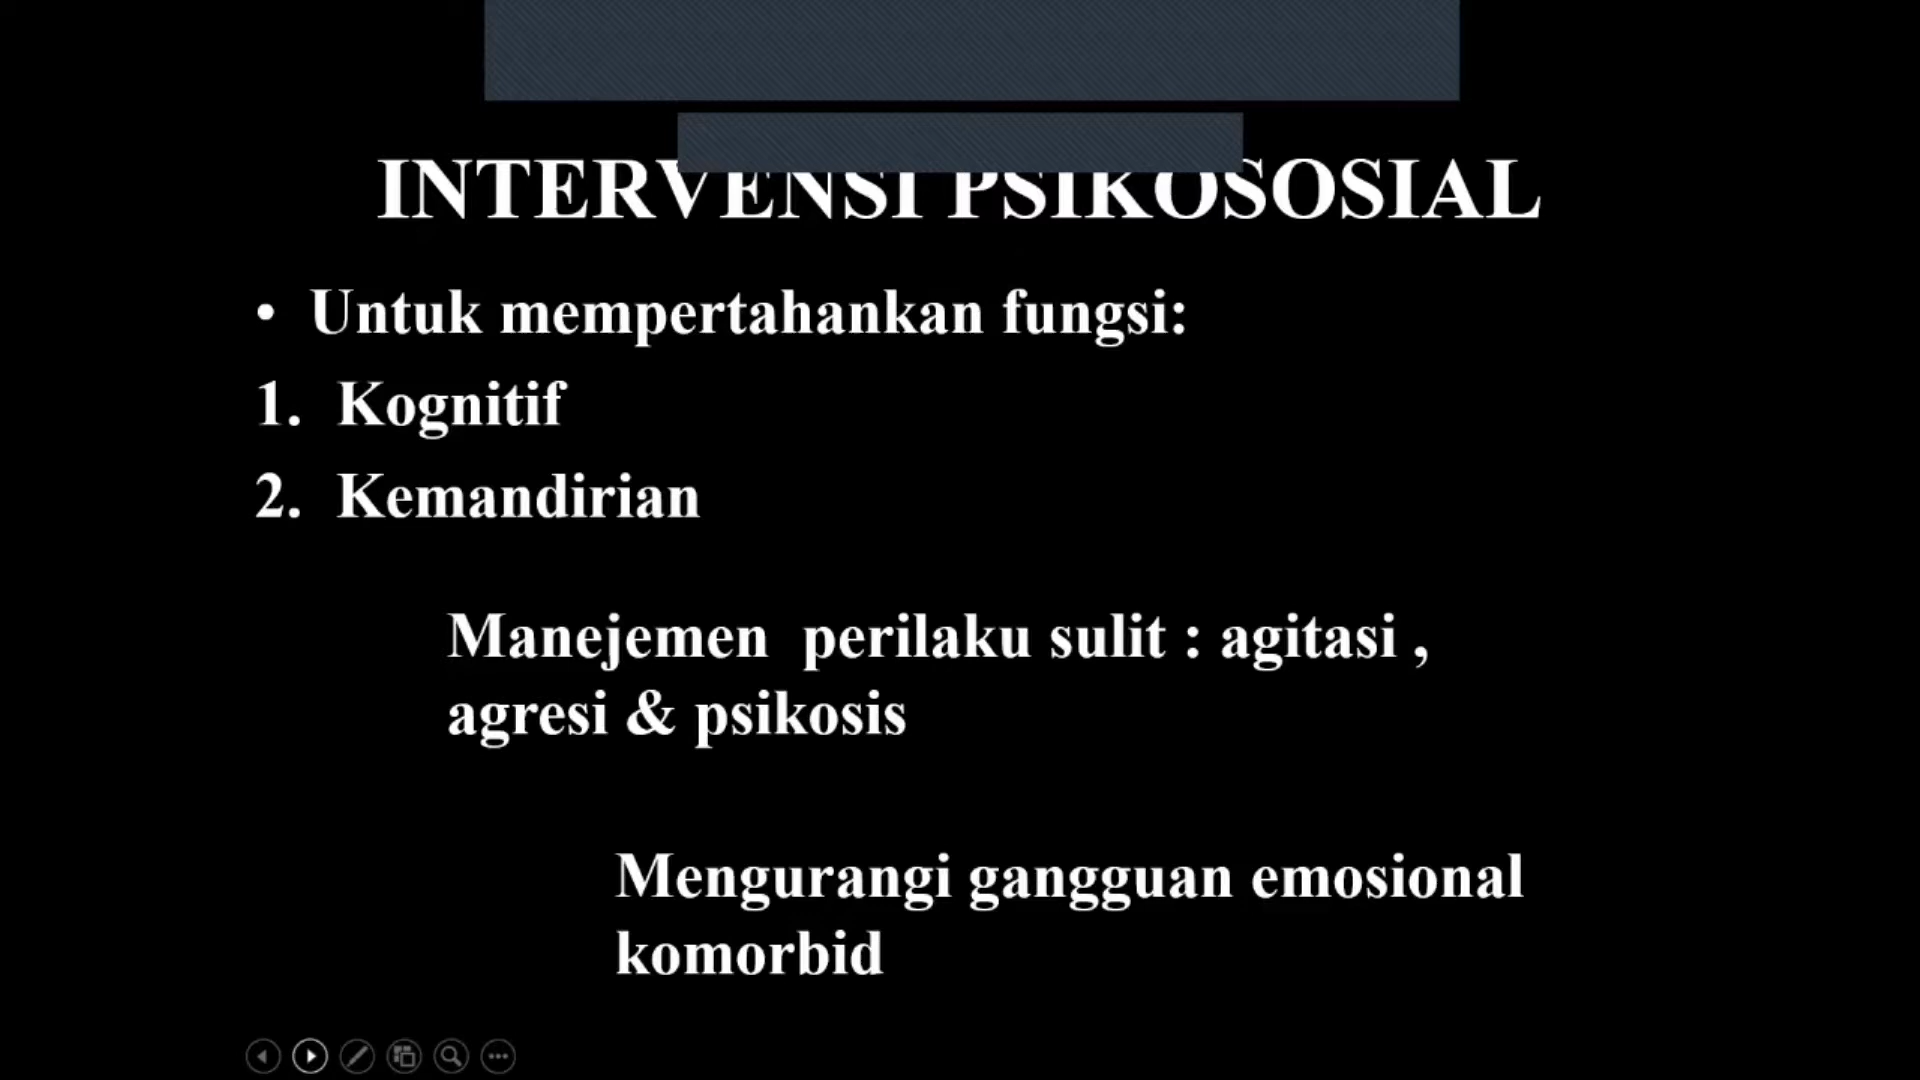 INTERVENSI PSIKOSOSIAL
• Untuk mempertahankan fungsi:
1. Kognitif
2. Kemandirian
Manejemen perilaku sulit : agitasi ,
agresi & psikosis
Mengurangi gangguan emosional
komorbid